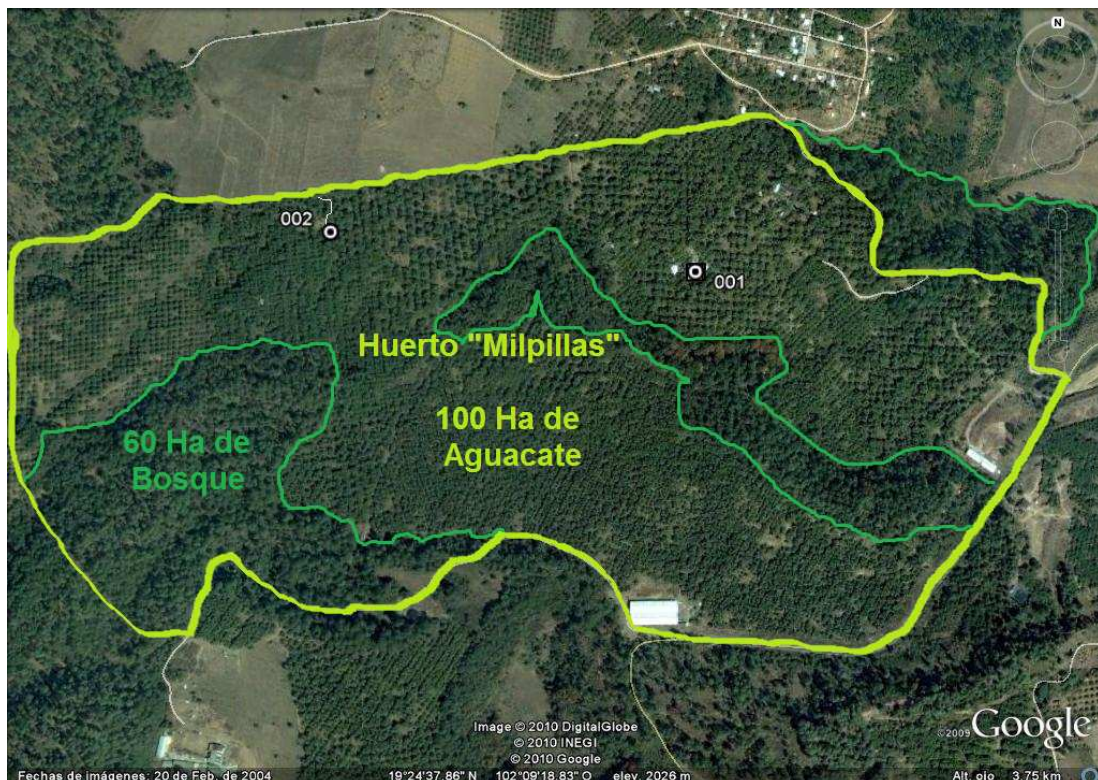 N
002
001
Huerto "Milpillas"
100 Ha de
Aguacate
60 Ha de
Bosque
Image © 2010 DigitalGlobe
© 2010 INEGI
© 2010 Google
©2009 Google
Fechas de imágenes: 20 de Feb. de 2004 19°24'37.86" N 102°09'18.83" O elev. 2026 m Alt. ojo 3.75 km